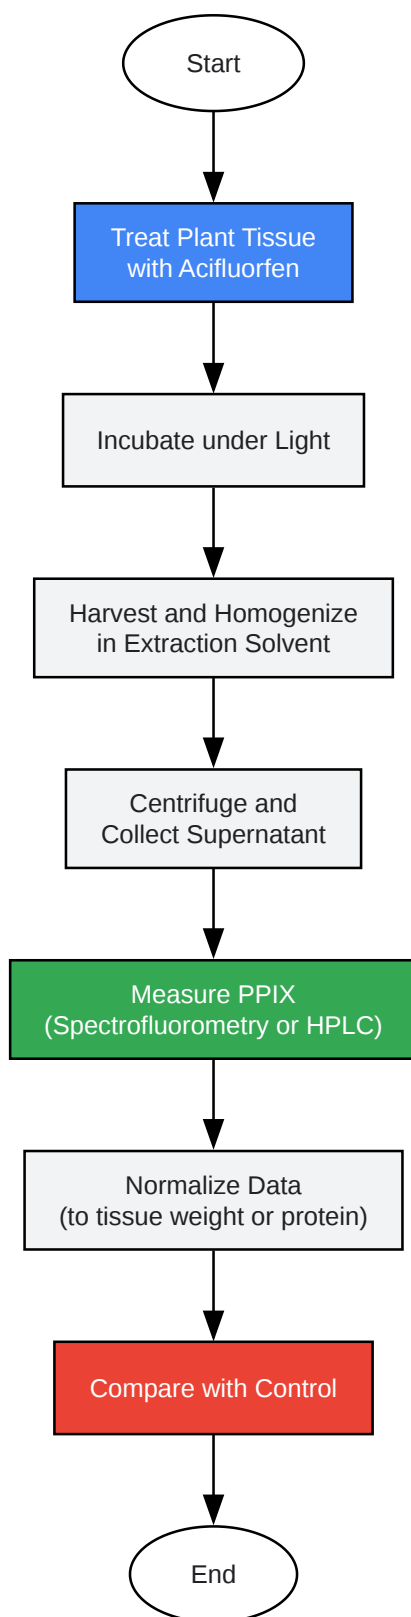 Start
Treat Plant Tissue
with Acifluorfen
Incubate under Light
Harvest and Homogenize
in Extraction Solvent
Centrifuge and
Collect Supernatant
Measure PPIX
(Spectrofluorometry or HPLC)
Normalize Data
(to tissue weight or protein)
Compare with Control
End